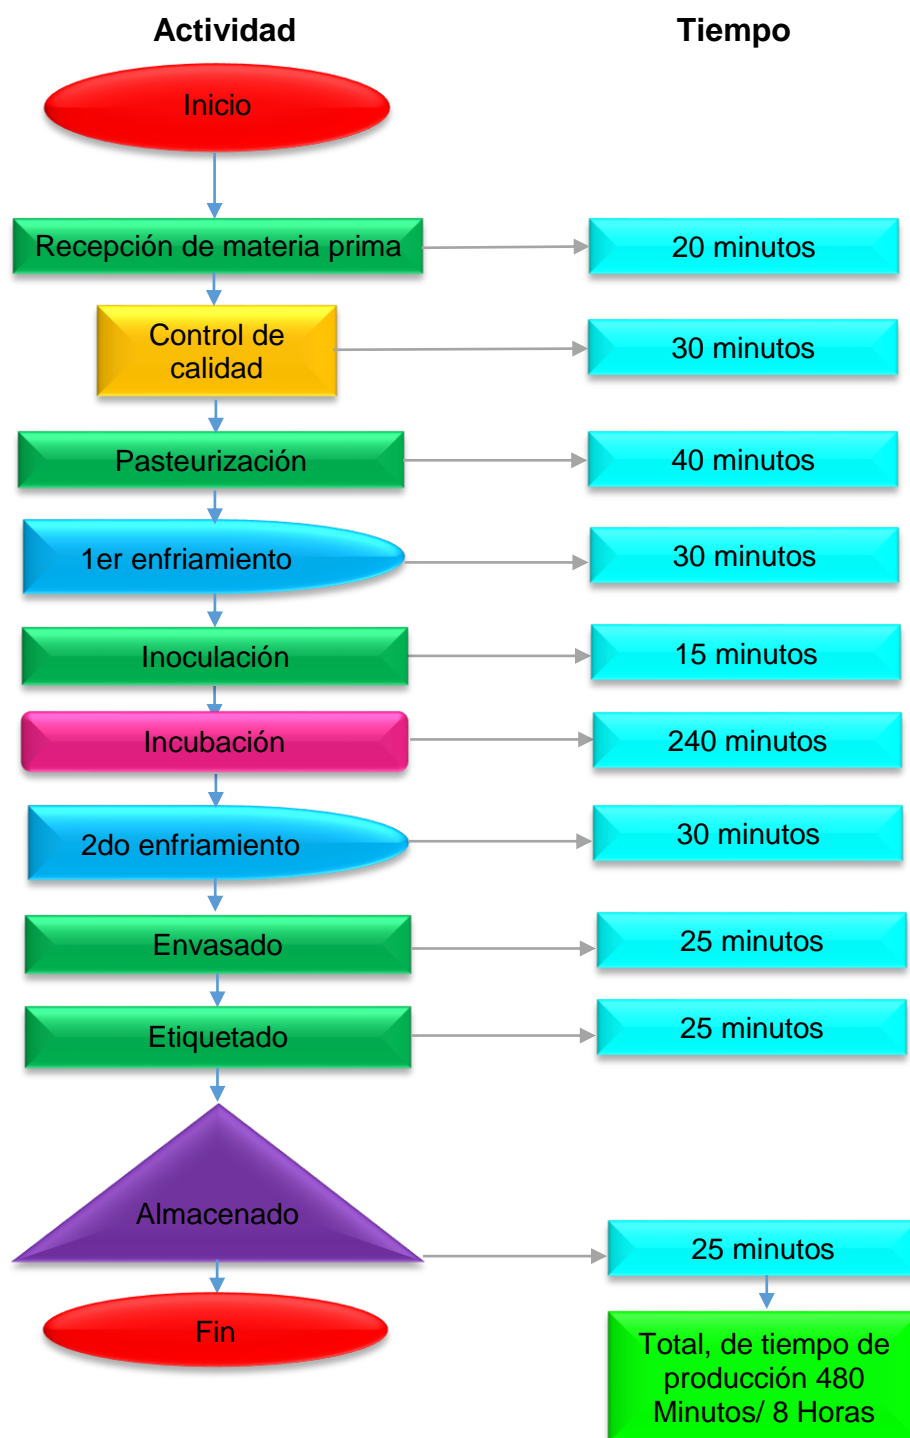 Actividad
Tiempo
Inicio
Recepción de materia prima
20 minutos
Control de
calidad
30 minutos
Pasteurización
40 minutos
1er enfriamiento
30 minutos
Inoculación
15 minutos
Incubación
240 minutos
2do enfriamiento
30 minutos
Envasado
25 minutos
Etiquetado
25 minutos
Almacenado
25 minutos
Fin
Total, de tiempo de
producción 480
Minutos/ 8 Horas